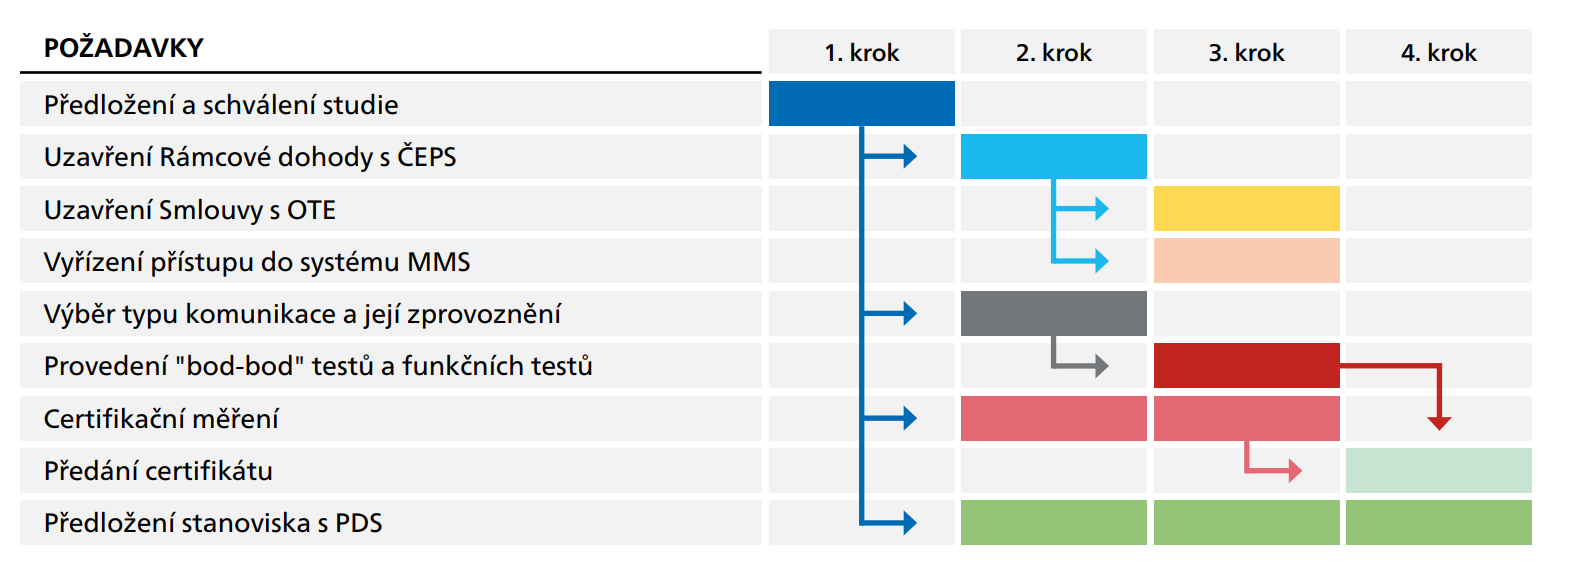 POŽADAVKY 1. krok 2. krok 3. krok 4. krok
Předložení a schválení studie
Uzavření Rámcové dohody s ČEPS
Uzavření Smlouvy s OTE
Vyřízení přístupu do systému MMS
Výběr typu komunikace a její zprovoznění
Provedení "bod-bod" testů a funkčních testů
Certifikační měření
Předání certifikátu
Předložení stanoviska s PDS